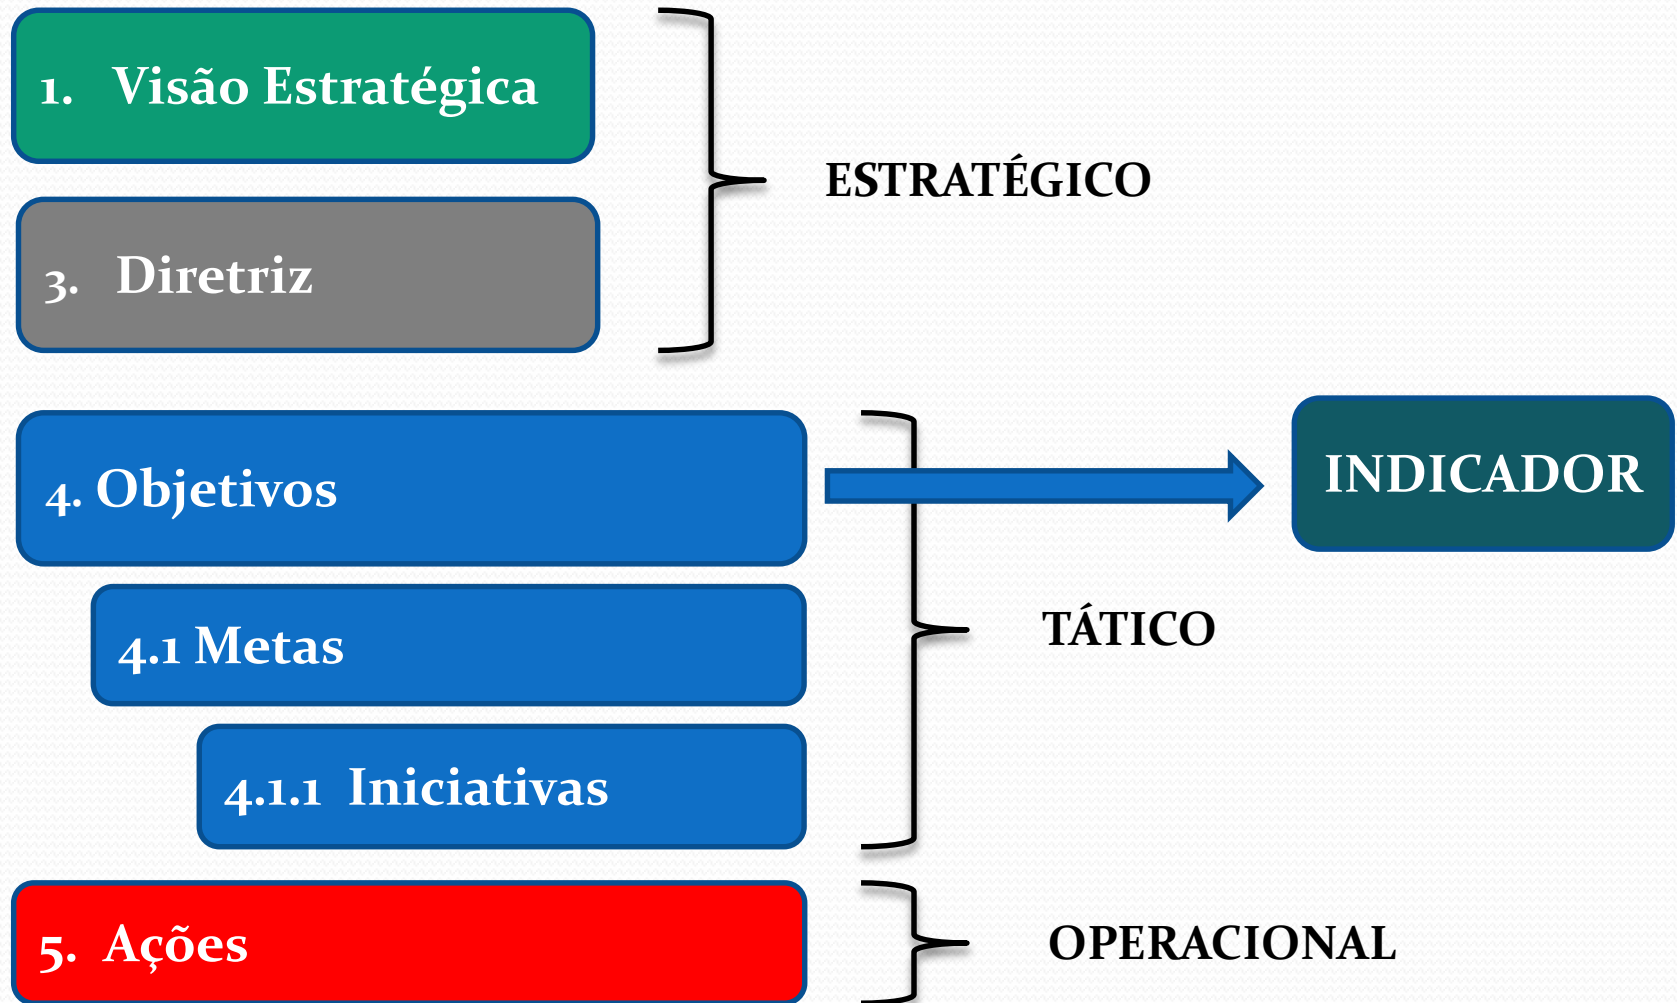 1. Visão Estratégica
ESTRATÉGICO
3. Diretriz
4. Objetivos
INDICADOR
4.1 Metas
TÁTICO
4.1.1 Iniciativas
5. Ações
OPERACIONAL